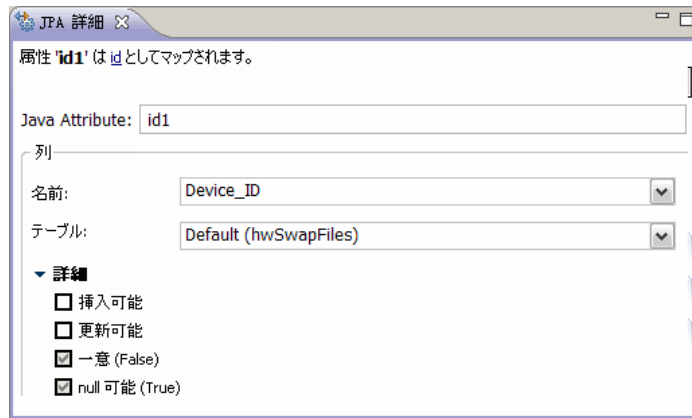 JPA 詳細
属性 'id1' は id としてマップされます。
Java Attribute: id1
列
名前: Device_ID
テーブル: Default (hwSwapFiles)
詳細
挿入可能
更新可能
一意 (False)
null 可能 (True)